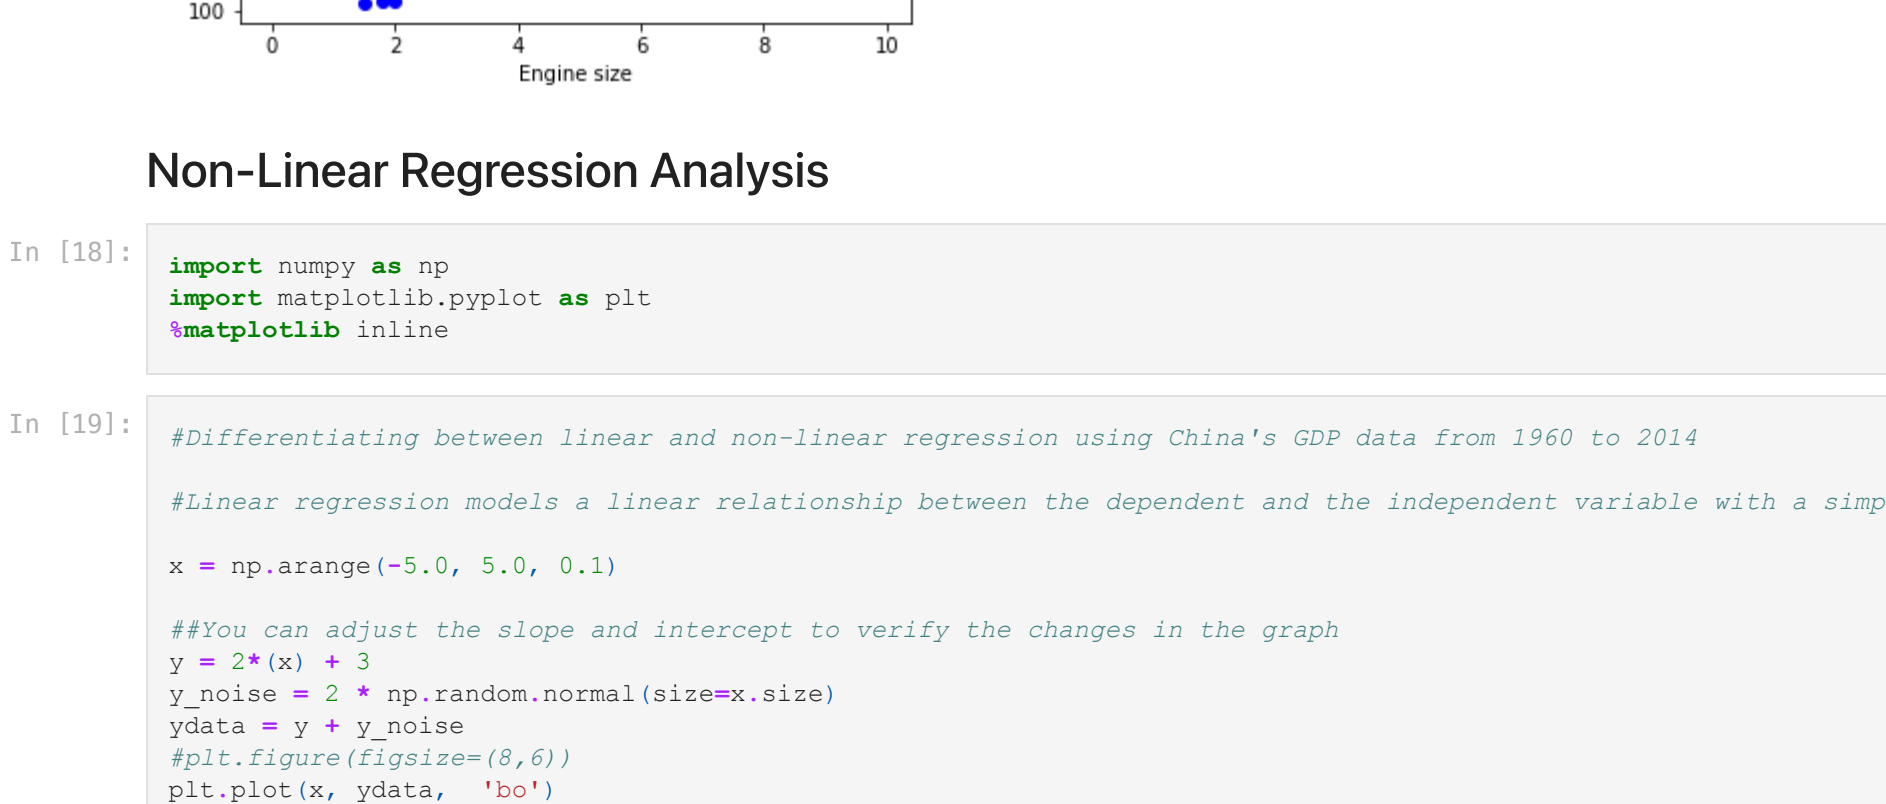 100
0 2 4 6 8 10
Engine size
Non-Linear Regression Analysis
In [18]:
import numpy as np
import matplotlib.pyplot as plt
%matplotlib inline
In [19]:
#Differentiating between linear and non-linear regression using China's GDP data from 1960 to 2014
#Linear regression models a linear relationship between the dependent and the independent variable with a simp
x = np.arange(-5.0, 5.0, 0.1)
##You can adjust the slope and intercept to verify the changes in the graph
y = 2*(x) + 3
y_noise = 2 * np.random.normal(size=x.size)
ydata = y + y_noise
#plt.figure(figsize=(8,6))
plt.plot(x, ydata,  'bo')